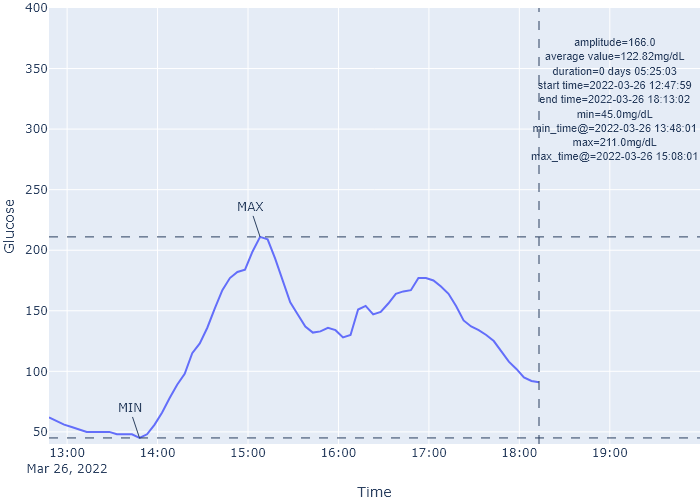 400
350
300
250
200
150
100
50
Glucose
amplitude=166.0
average value=122.82mg/dL
duration=0 days 05:25:03
start time=2022-03-26 12:47:59
end time=2022-03-26 18:13:02
min=45.0mg/dL
min_time@=2022-03-26 13:48:01
max=211.0mg/dL
max_time@=2022-03-26 15:08:01
MAX
MIN
13:00 14:00 15:00 16:00 17:00 18:00 19:00
Mar 26, 2022
Time